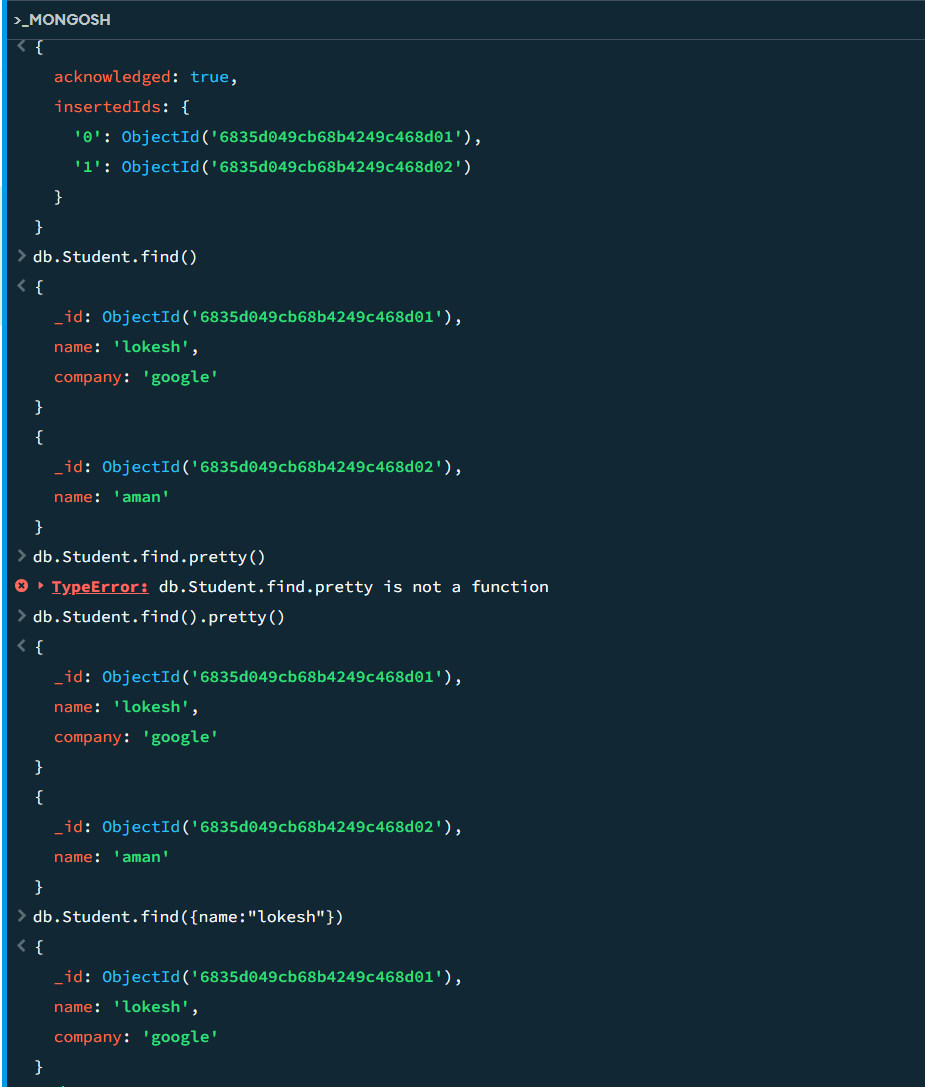 >_MONGOSH
{
acknowledged: true,
insertedIds: {
'0': ObjectId('6835d049cb68b4249c468d01'),
'1': ObjectId('6835d049cb68b4249c468d02')
}
}
db.Student.find()
{
_id: ObjectId('6835d049cb68b4249c468d01'),
name: 'lokesh',
company: 'google'
}
{
_id: ObjectId('6835d049cb68b4249c468d02'),
name: 'aman'
}
db.Student.find.pretty()
TypeError: db.Student.find.pretty is not a function
db.Student.find().pretty()
{
_id: ObjectId('6835d049cb68b4249c468d01'),
name: 'lokesh',
company: 'google'
}
{
_id: ObjectId('6835d049cb68b4249c468d02'),
name: 'aman'
}
db.Student.find({name:"lokesh"})
{
_id: ObjectId('6835d049cb68b4249c468d01'),
name: 'lokesh',
company: 'google'
}